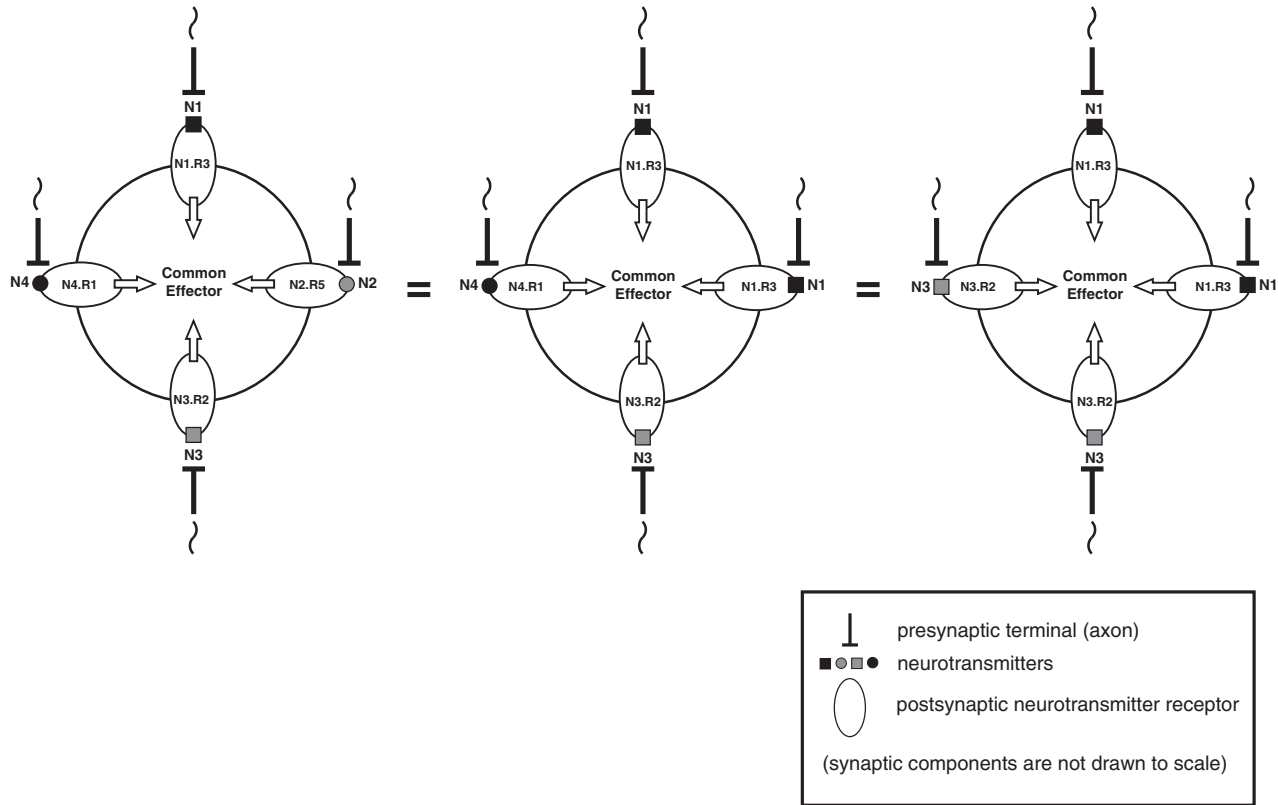 N1
N1.R3
N4
N4.R1
Common
Effector
N2.R5
N2
N3.R2
N3
=
N1
N1.R3
N4
N4.R1
Common
Effector
N1.R3
N1
N3.R2
N3
=
N1
N1.R3
N3
N3.R2
Common
Effector
N1.R3
N1
N3.R2
N3
presynaptic terminal (axon)
neurotransmitters
postsynaptic neurotransmitter receptor
(synaptic components are not drawn to scale)